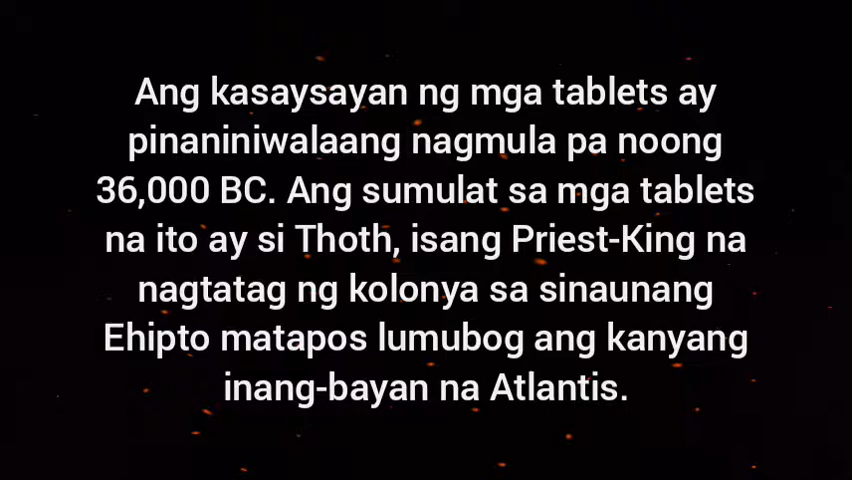 Ang kasaysayan ng mga tablets ay
pinaniniwalaang nagmula pa noong
36,000 BC. Ang sumulat sa mga tablets
na ito ay si Thoth, isang Priest-King na
nagtatag ng kolonya sa sinaunang
Ehipto matapos lumubog ang kanyang
inang-bayan na Atlantis.